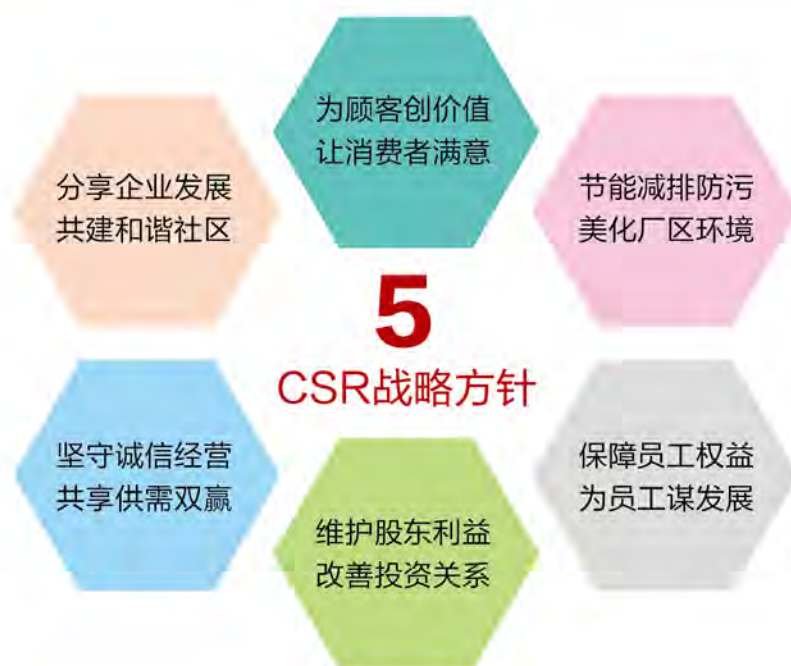 为顾客创价值
让消费者满意
分享企业发展
共建和谐社区
节能减排防污
美化厂区环境
5
CSR战略方针
坚守诚信经营
共享供需双赢
保障员工权益
为员工谋发展
维护股东利益
改善投资关系